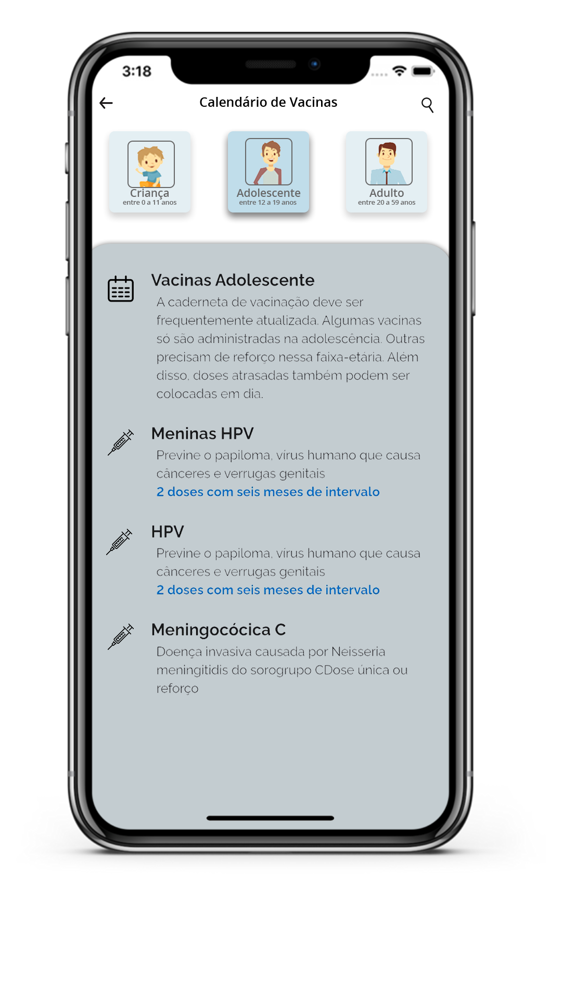 3:18
Calendário de Vacinas
Criança
entre 0 a 11 anos
Adolescente
entre 12 a 19 anos
Adulto
entre 20 a 59 anos
Vacinas Adolescente
A caderneta de vacinação deve ser
frequentemente atualizada. Algumas vacinas
só são administradas na adolescência. Outras
precisam de reforço nessa faixa-etária. Além
disso, doses atrasadas também podem ser
colocadas em dia.
Meninas HPV
Previne o papiloma, vírus humano que causa
cânceres e verrugas genitais
2 doses com seis meses de intervalo
HPV
Previne o papiloma, vírus humano que causa
cânceres e verrugas genitais
2 doses com seis meses de intervalo
Meningocócica C
Doença invasiva causada por Neisseria
meningitidis do sorogrupo CDose única ou
reforço